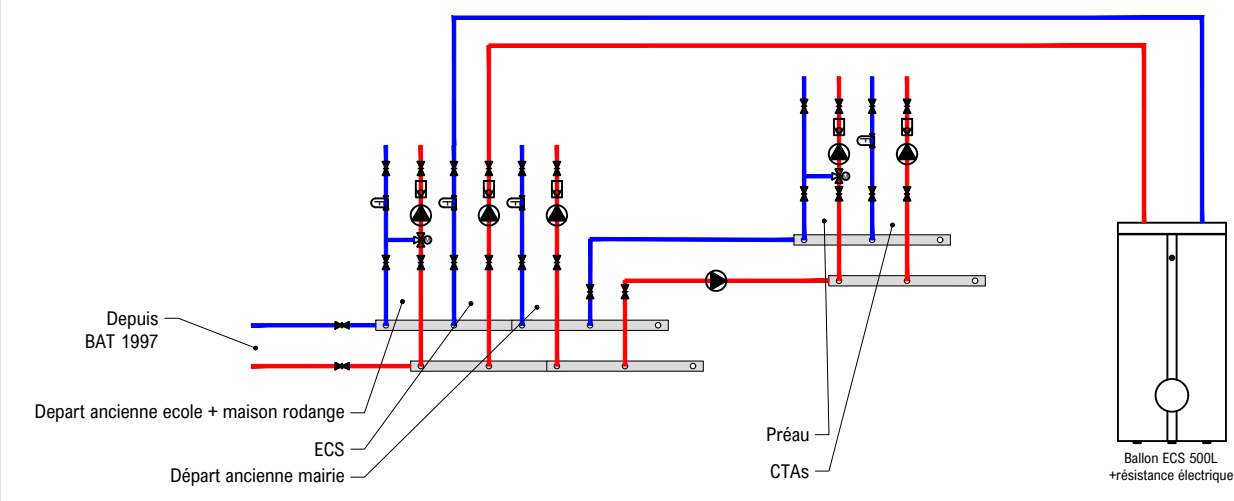 Depuis
BAT 1997
Depart ancienne ecole + maison rodange
ECS
Départ ancienne mairie
Préau
CTAs
Ballon ECS 500L
+résistance électrique